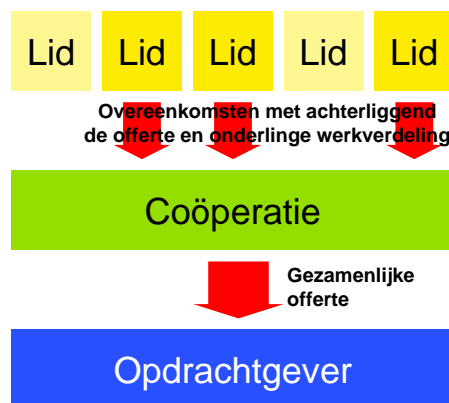 Lid Lid Lid Lid Lid
Overeenkomsten met achterliggend
de offerte en onderlinge werkverdeling
Coöperatie
Gezamenlijke
offerte
Opdrachtgever